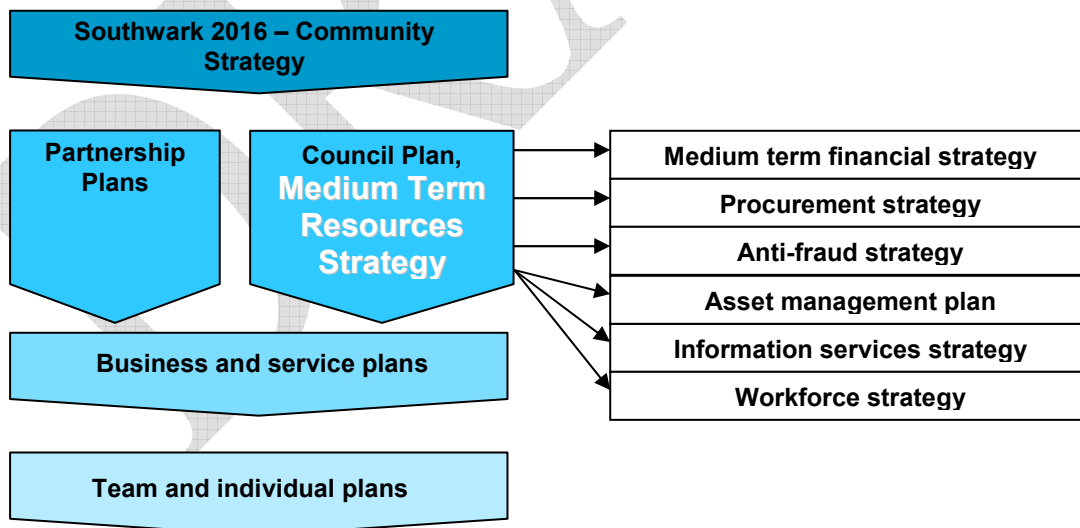 Southwark 2016 – Community
Strategy
Partnership
Plans
Council Plan,
Medium Term
Resources
Strategy
Medium term financial strategy
Procurement strategy
Anti-fraud strategy
Asset management plan
Information services strategy
Workforce strategy
Business and service plans
Team and individual plans